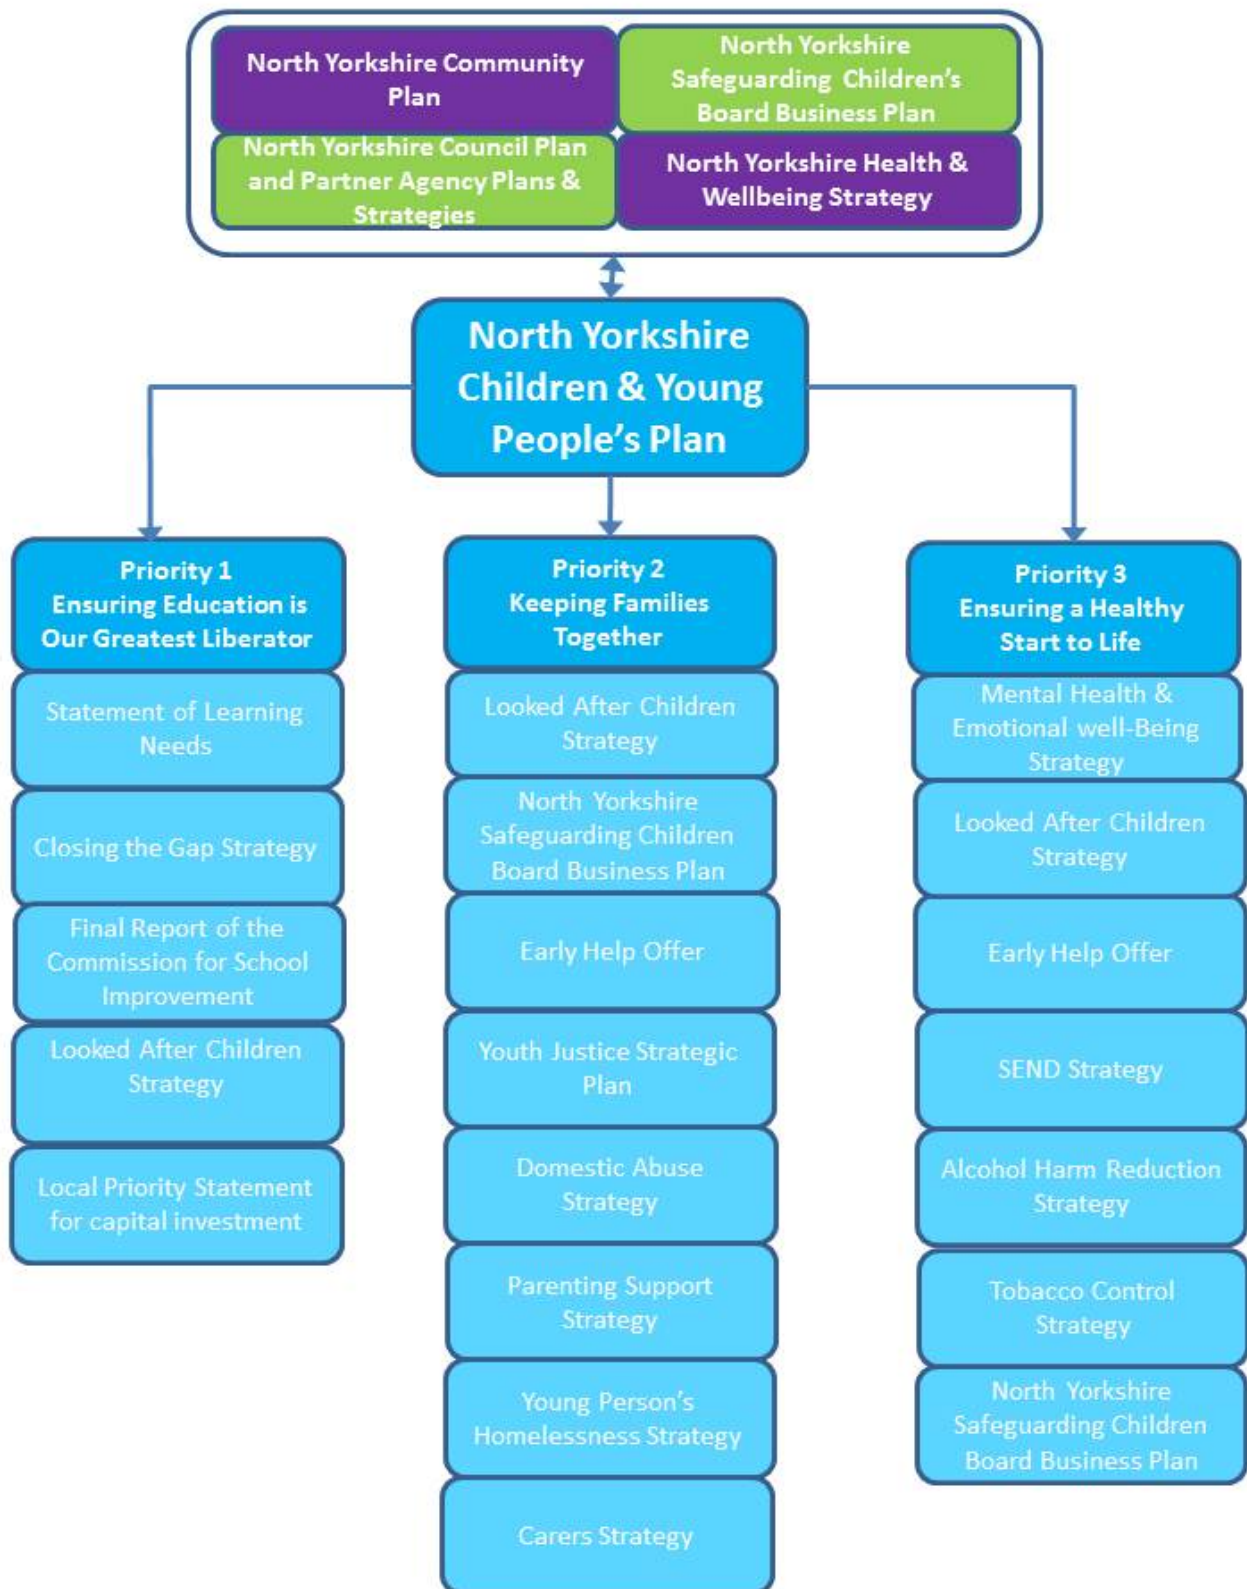 North Yorkshire Community
Plan
North Yorkshire
Safeguarding Children’s
Board Business Plan
North Yorkshire Council Plan
and Partner Agency Plans &
Strategies
North Yorkshire Health &
Wellbeing Strategy
North Yorkshire
Children & Young
People’s Plan
Priority 1
Ensuring Education is
Our Greatest Liberator
Statement of Learning
Needs
Closing the Gap Strategy
Final Report of the
Commission for School
Improvement
Looked After Children
Strategy
Local Priority Statement
for capital investment
Priority 2
Keeping Families
Together
Looked After Children
Strategy
North Yorkshire
Safeguarding Children
Board Business Plan
Early Help Offer
Youth Justice Strategic
Plan
Domestic Abuse
Strategy
Parenting Support
Strategy
Young Person’s
Homelessness Strategy
Carers Strategy
Priority 3
Ensuring a Healthy
Start to Life
Mental Health &
Emotional well-Being
Strategy
Looked After Children
Strategy
Early Help Offer
SEND Strategy
Alcohol Harm Reduction
Strategy
Tobacco Control
Strategy
North Yorkshire
Safeguarding Children
Board Business Plan